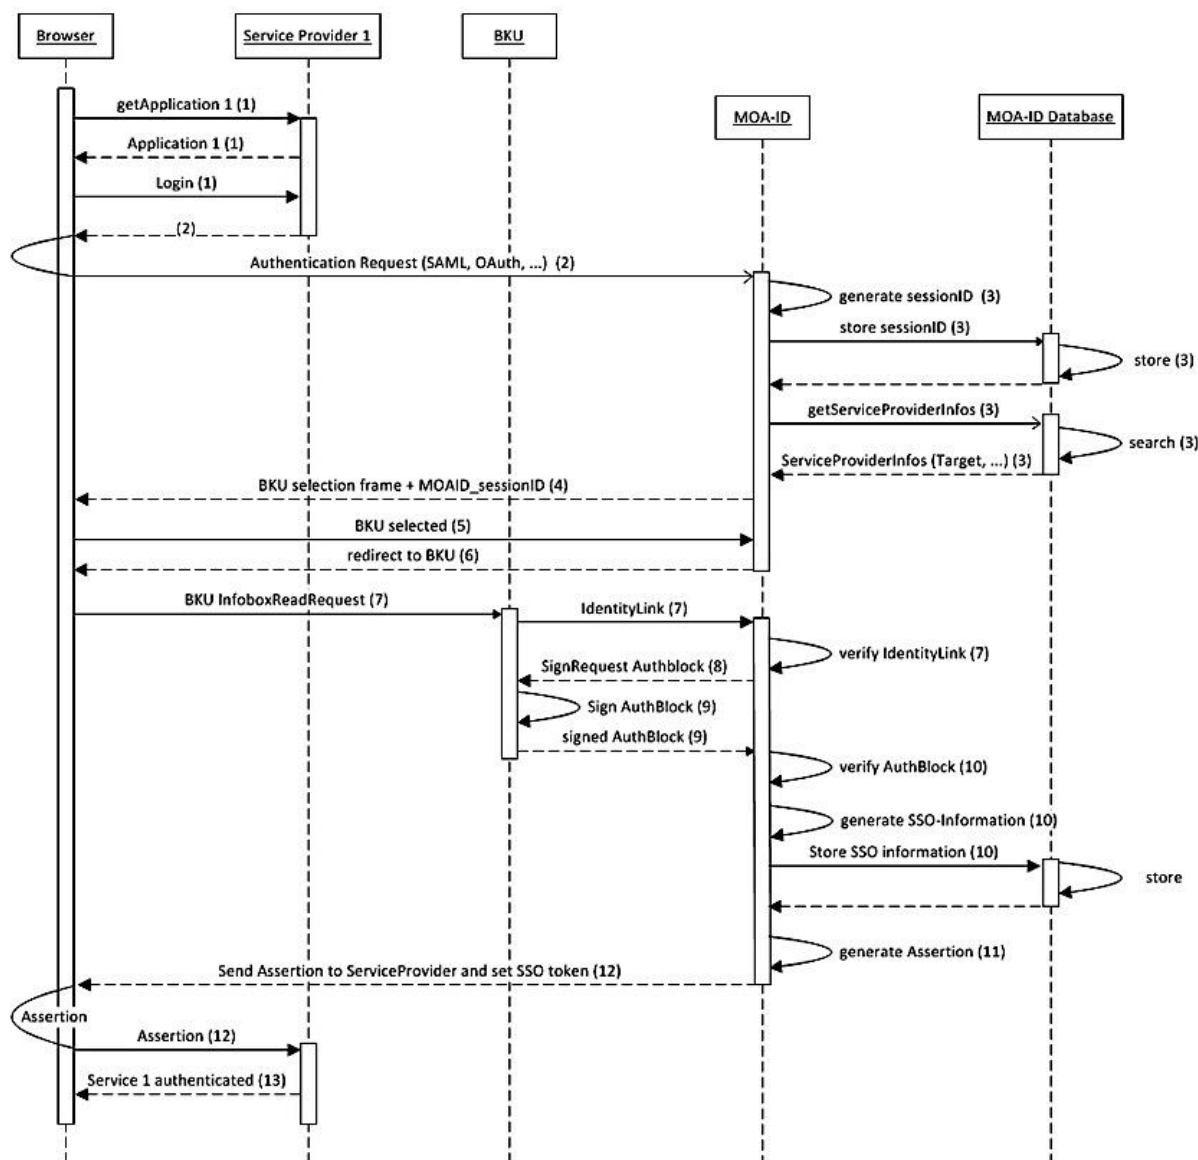 Browser
Service Provider 1
BKU
MOA-ID
MOA-ID Database
getApplication 1 (1)
Application 1 (1)
Login (1)
(2)
Authentication Request (SAML, OAuth, ...) (2)
generate sessionID (3)
store sessionID (3)
store (3)
getServiceProviderInfos (3)
search (3)
ServiceProviderInfos (Target, ...) (3)
BKU selection frame + MOAID_sessionID (4)
BKU selected (5)
redirect to BKU (6)
BKU InfoboxReadRequest (7)
IdentityLink (7)
verify IdentityLink (7)
SignRequest Authblock (8)
Sign AuthBlock (9)
signed AuthBlock (9)
verify AuthBlock (10)
generate SSO-Information (10)
Store SSO information (10)
store
generate Assertion (11)
Send Assertion to ServiceProvider and set SSO token (12)
Assertion
Assertion (12)
Service 1 authenticated (13)